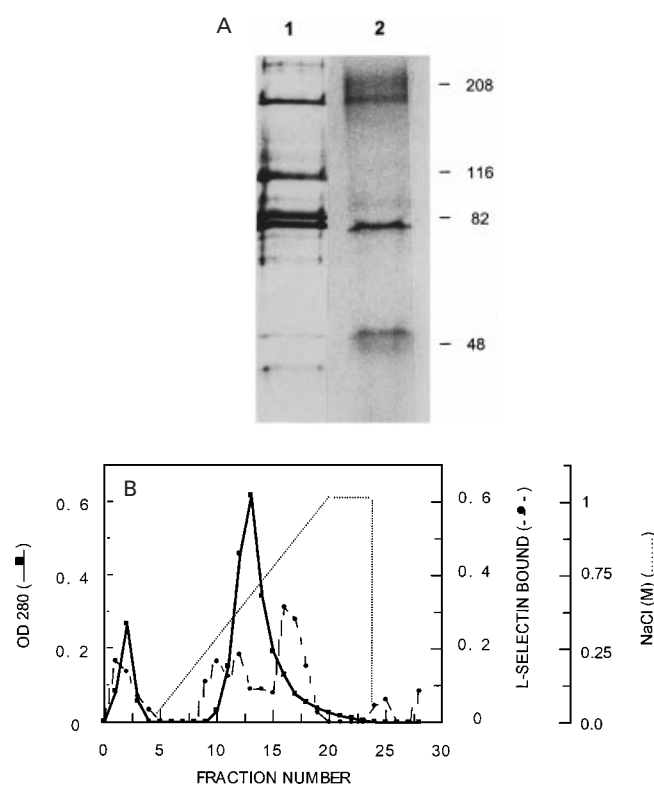 A 1 2
208
116
82
48
B
0. 6 0. 6 1
0. 4 0. 4 0.75
0. 2 0. 2 0.25
0 0 0.0
0 5 10 15 20 25 30
FRACTION NUMBER
OD 280 ( )
L-SELECTIN BOUND (- -)
NaCl (M) (......)